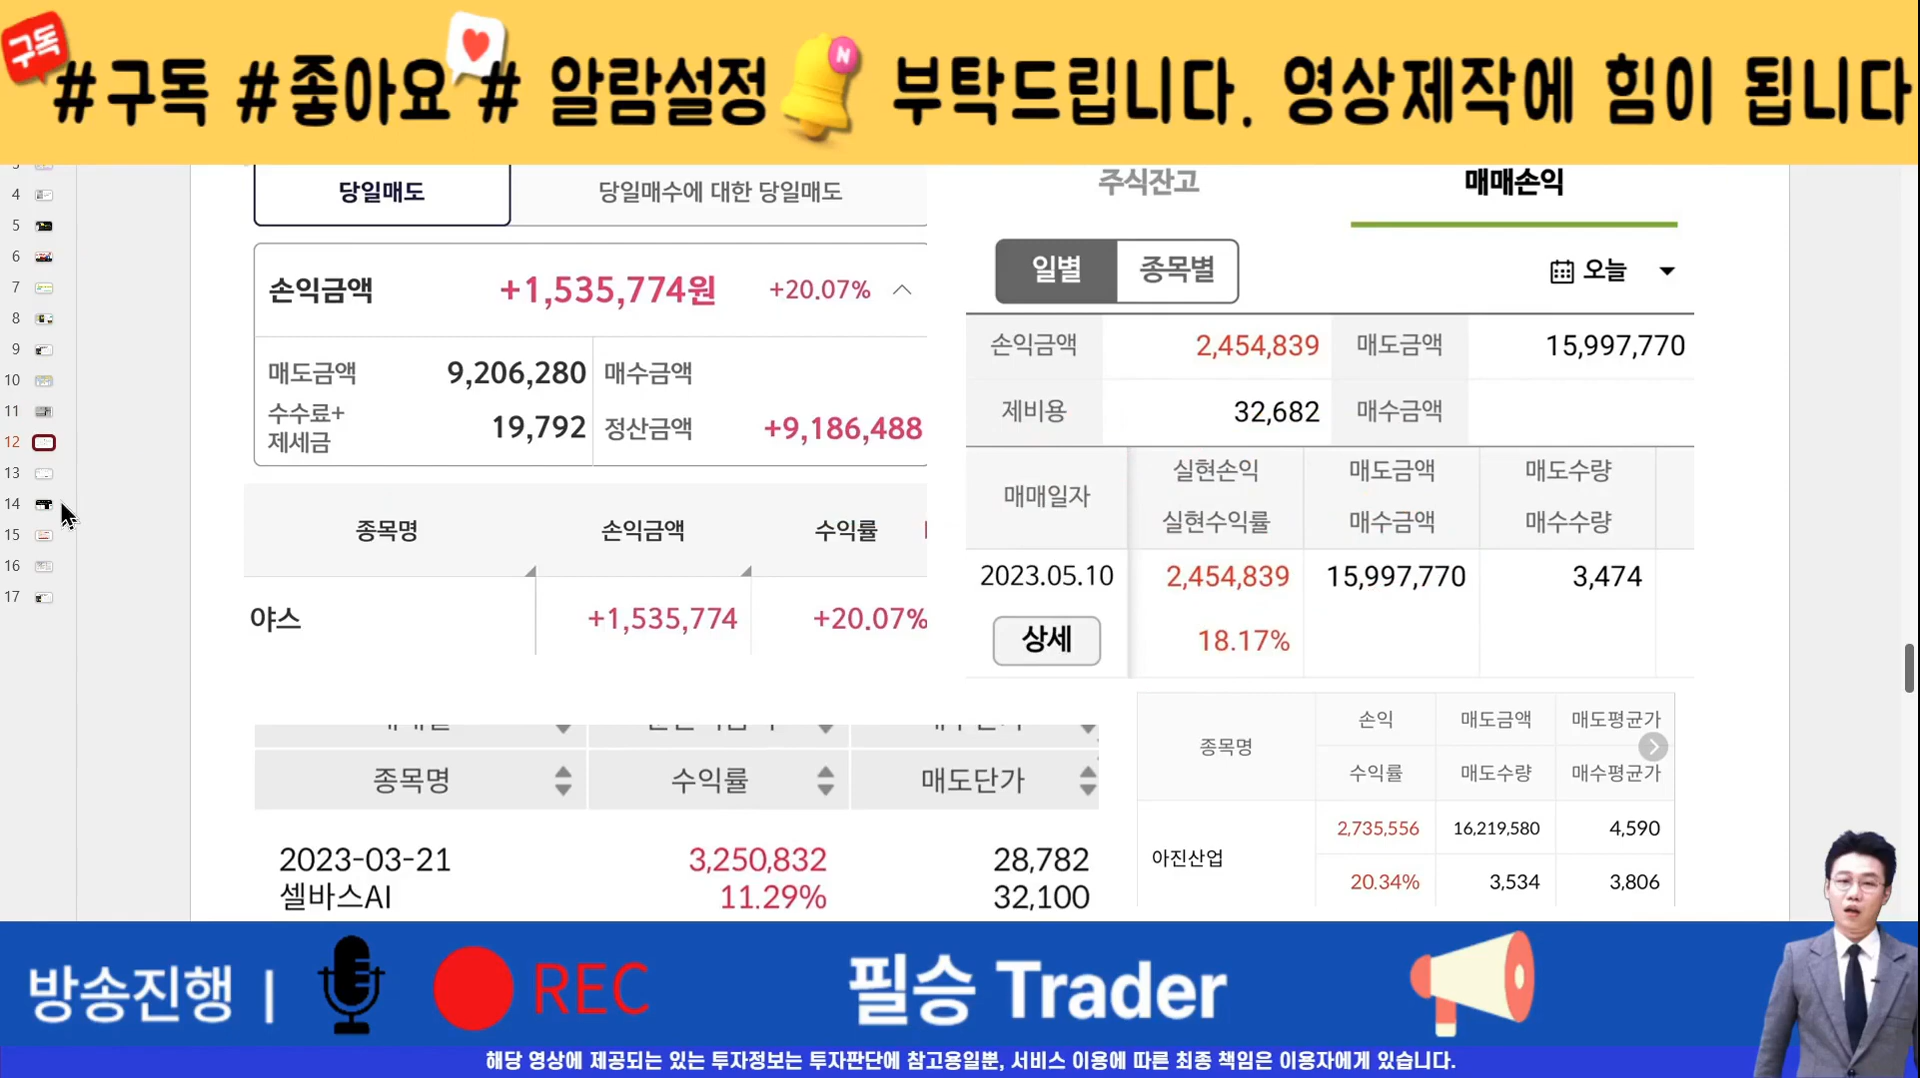 구독
#구독 #좋아요 # 알람설정 N 부탁드립니다. 영상제작에 힘이 됩니다
4
5
6
7
8
9
10
11
12
13
14
15
16
17
당일매도 당일매수에 대한 당일매도
손익금액 +1,535,774원 +20.07%
매도금액 9,206,280 매수금액
수수료+
제세금 19,792 정산금액 +9,186,488
종목명 손익금액 수익률
야스 +1,535,774 +20.07%
주식잔고 매매손익
일별 종목별 오늘
손익금액 2,454,839 매도금액 15,997,770
제비용 32,682 매수금액
매매일자 실현손익 매도금액 매도수량
실현수익률 매수금액 매수수량
2023.05.10 2,454,839 15,997,770 3,474
상세 18.17%
종목명 수익률 매도단가
2023-03-21 3,250,832 28,782
셀바스AI 11.29% 32,100
종목명 손익 매도금액 매도평균가
수익률 매도수량 매수평균가
아진산업 2,735,556 16,219,580 4,590
20.34% 3,534 3,806
방송진행 | REC 필승 Trader
해당 영상에 제공되는 있는 투자정보는 투자판단에 참고용일뿐, 서비스 이용에 따른 최종 책임은 이용자에게 있습니다.